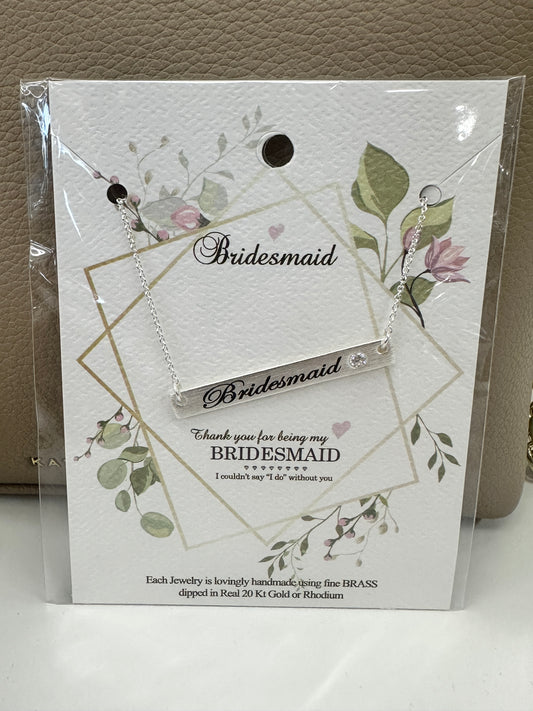 Bridesmaid
Bridesmaid
Thank you for being my
BRIDESMAID
I couldn't say "I do" without you
KA
Each Jewelry is lovingly handmade using fine BRASS
dipped in Real 20 Kt Gold or Rhodium